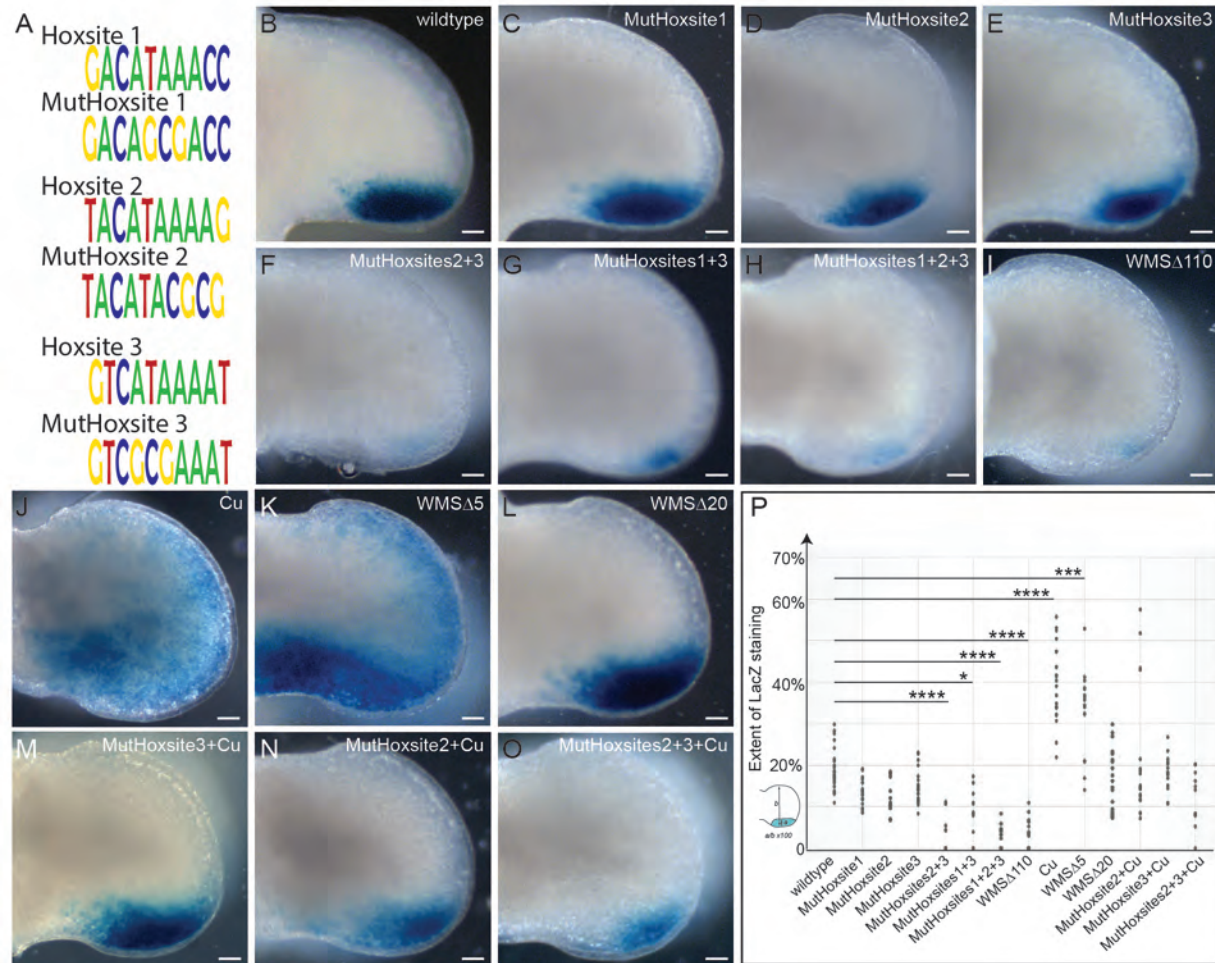 A
Hoxsite 1
GACATAAACC
MutHoxsite 1
GACAGCGACC
Hoxsite 2
TACATAAAAG
MutHoxsite 2
TACATACGCG
Hoxsite 3
GTCATAAAAT
MutHoxsite 3
GTCGCGAAAT
B wildtype
C MutHoxsite1
D MutHoxsite2
E MutHoxsite3
F MutHoxsites2+3
G MutHoxsites1+3
H MutHoxsites1+2+3
I WMSΔ110
J Cu
K WMSΔ5
L WMSΔ20
M MutHoxsite3+Cu
N MutHoxsite2+Cu
O MutHoxsites2+3+Cu
P
Extent of LacZ staining
70%
60%
40%
20%
0
***
****
****
****
*
****
b
a
a/b x100
wildtype
MutHoxsite1
MutHoxsite2
MutHoxsite3
MutHoxsites2+3
MutHoxsites1+3
MutHoxsites1+2+3
WMSΔ110
Cu
WMSΔ5
WMSΔ20
MutHoxsite2+Cu
MutHoxsite3+Cu
MutHoxsites2+3+Cu